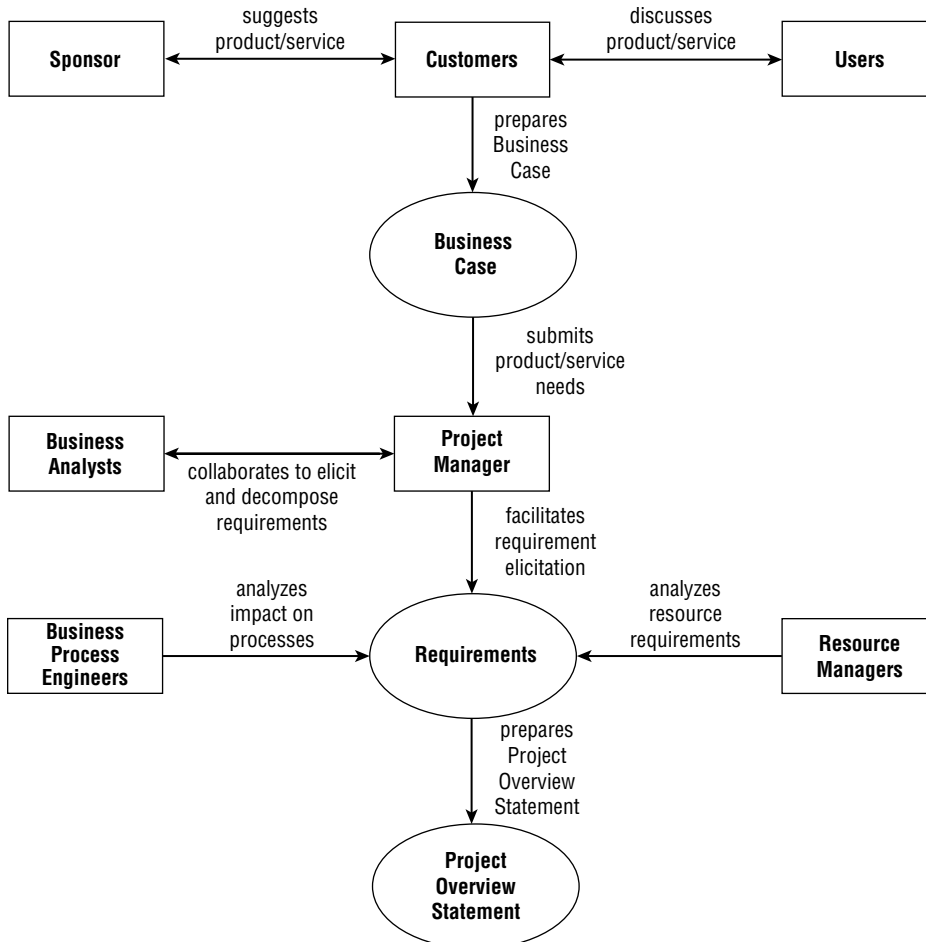 suggests
product/service
discusses
product/service
Sponsor
Customers
Users
prepares
Business
Case
Business
Case
submits
product/service
needs
Business
Analysts
Project
Manager
collaborates to elicit
and decompose
requirements
facilitates
requirement
elicitation
analyzes
impact on
processes
analyzes
resource
requirements
Business
Process
Engineers
Requirements
Resource
Managers
prepares
Project
Overview
Statement
Project
Overview
Statement